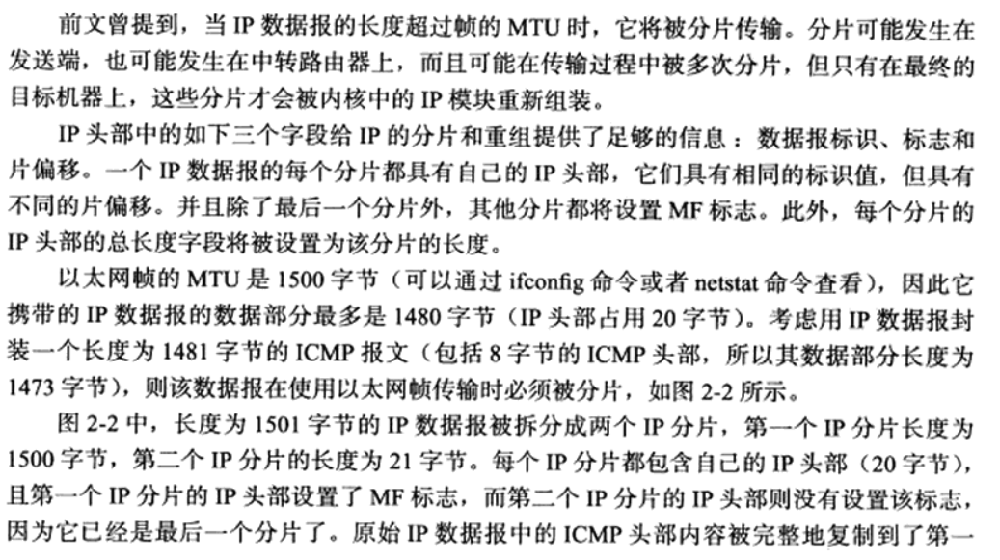 前文曾提到，当 IP 数据报的长度超过帧的 MTU 时，它将被分片传输。分片可能发生在
发送端，也可能发生在中转路由器上，而且可能在传输过程中被多次分片，但只有在最终的
目标机器上，这些分片才会被内核中的 IP 模块重新组装。
IP 头部中的如下三个字段给 IP 的分片和重组提供了足够的信息：数据报标识、标志和
片偏移。一个 IP 数据报的每个分片都具有自己的 IP 头部，它们具有相同的标识值，但具有
不同的片偏移。并且除了最后一个分片外，其他分片都将设置 MF 标志。此外，每个分片的
IP 头部的总长度字段将被设置为该分片的长度。
以太网帧的 MTU 是 1500 字节（可以通过 ifconfig 命令或者 netstat 命令查看），因此它
携带的 IP 数据报的数据部分最多是 1480 字节（IP 头部占用 20 字节）。考虑用 IP 数据报封
装一个长度为 1481 字节的 ICMP 报文（包括 8 字节的 ICMP 头部，所以其数据部分长度为
1473 字节），则该数据报在使用以太网帧传输时必须被分片，如图 2-2 所示。
图 2-2 中，长度为 1501 字节的 IP 数据报被拆分成两个 IP 分片，第一个 IP 分片长度为
1500 字节，第二个 IP 分片的长度为 21 字节。每个 IP 分片都包含自己的 IP 头部（20 字节），
且第一个 IP 分片的 IP 头部设置了 MF 标志，而第二个 IP 分片的 IP 头部则没有设置该标志，
因为它已经是最后一个分片了。原始 IP 数据报中的 ICMP 头部内容被完整地复制到了第一